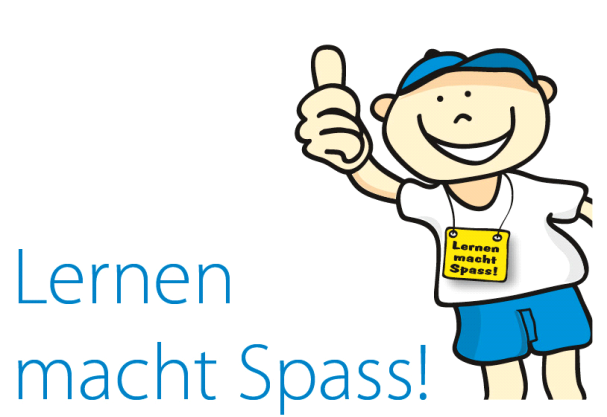 Lernen
macht
Spass!
Lernen
macht Spass!